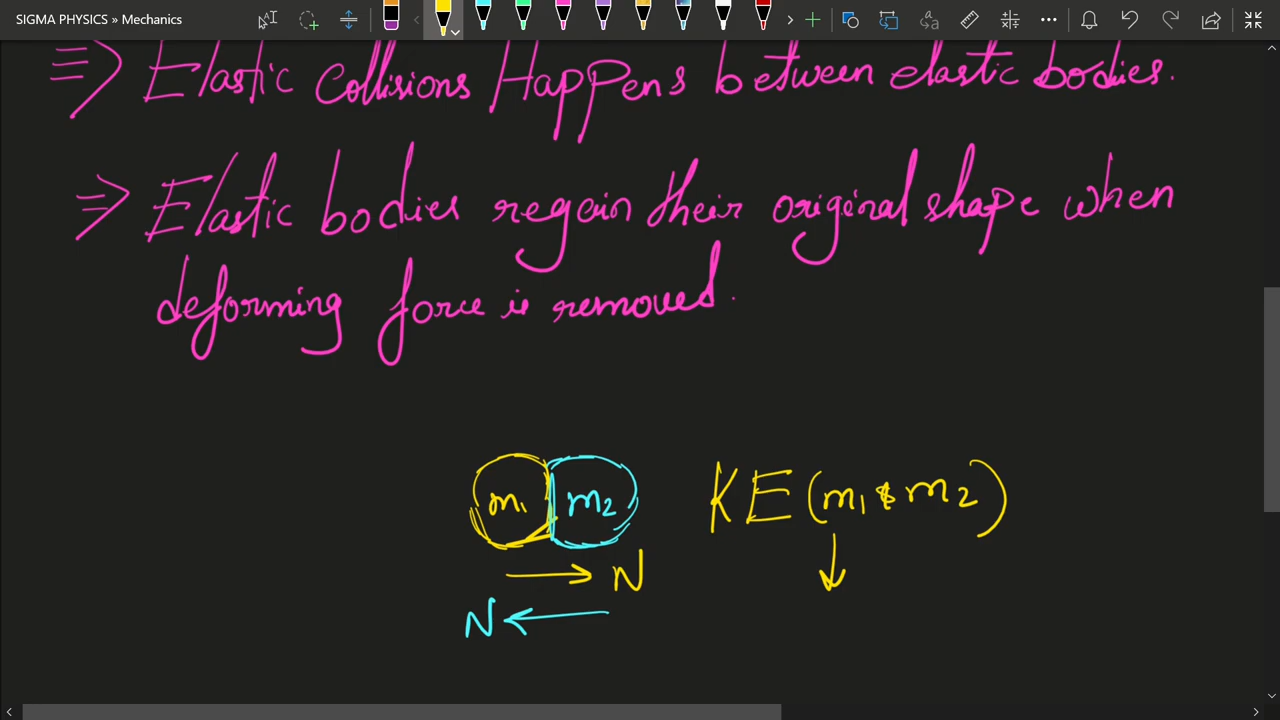 SIGMA PHYSICS » Mechanics
⇒ Elastic Collisions Happens between elastic bodies.
⇒ Elastic bodies regain their original shape when
deforming force is removed.
m1 m2 KE(m1 & m2)
→ N
N ←